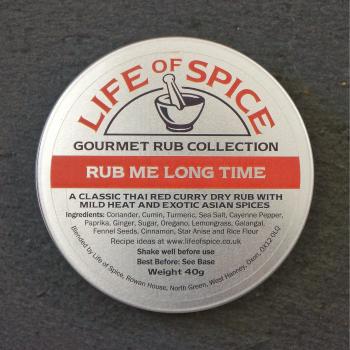 LIFE OF SPICE
GOURMET RUB COLLECTION
RUB ME LONG TIME
A CLASSIC THAI RED CURRY DRY RUB WITH
MILD HEAT AND EXOTIC ASIAN SPICES
Ingredients: Coriander, Cumin, Turmeric, Sea Salt, Cayenne Pepper,
Paprika, Ginger, Sugar, Oregano, Lemongrass, Galangal,
Fennel Seeds, Cinnamon, Star Anise and Rice Flour
Recipe ideas at www.lifeofspice.co.uk
Shake well before use
Best Before: See Base
Weight 40g
Blended by Life of Spice, Rowan House, North Green, West Hanney, Oxon, OX12 0LQ